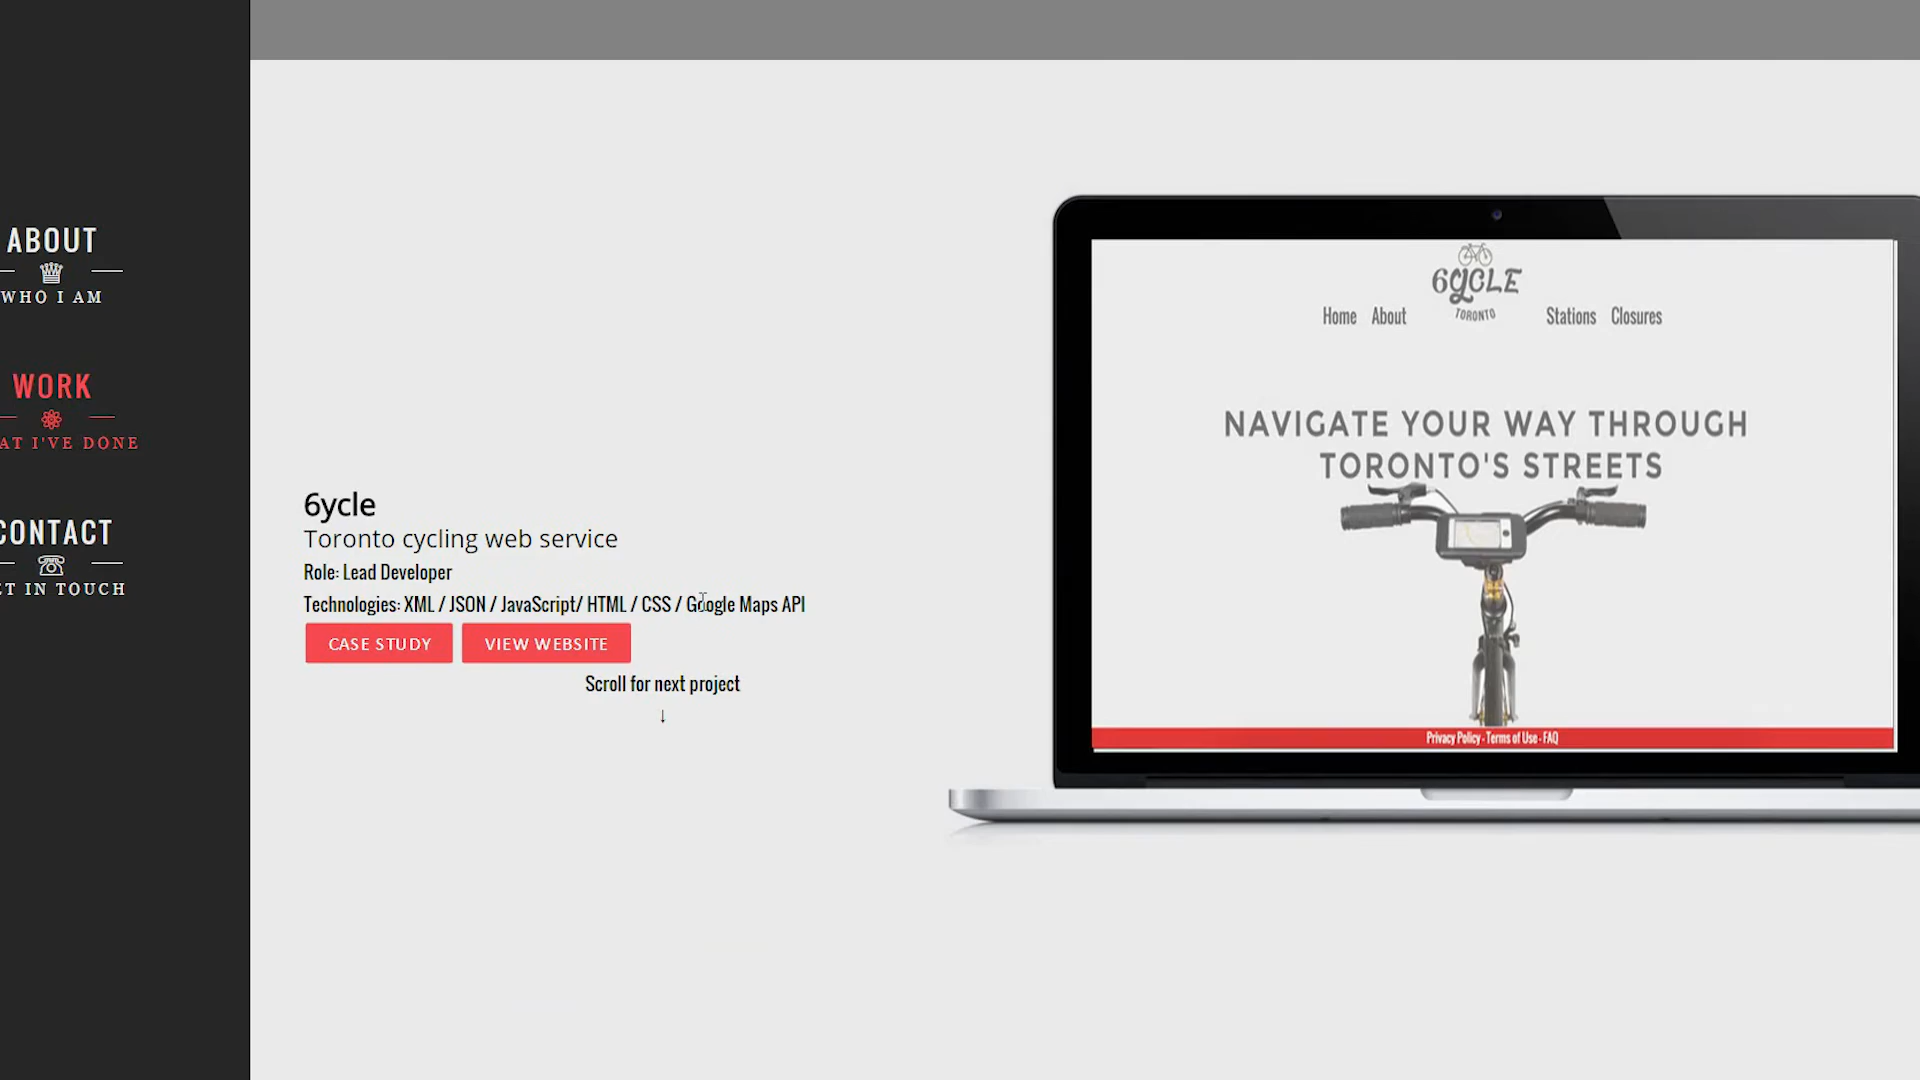 ABOUT
WHO I AM
WORK
AT I'VE DONE
CONTACT
ET IN TOUCH
6ycle
Toronto cycling web service
Role: Lead Developer
Technologies: XML / JSON / JavaScript/ HTML / CSS / Google Maps API
CASE STUDY VIEW WEBSITE
Scroll for next project
↓
6YCLE
TORONTO
Home About Stations Closures
NAVIGATE YOUR WAY THROUGH
TORONTO'S STREETS
Privacy Policy - Terms of Use - FAQ